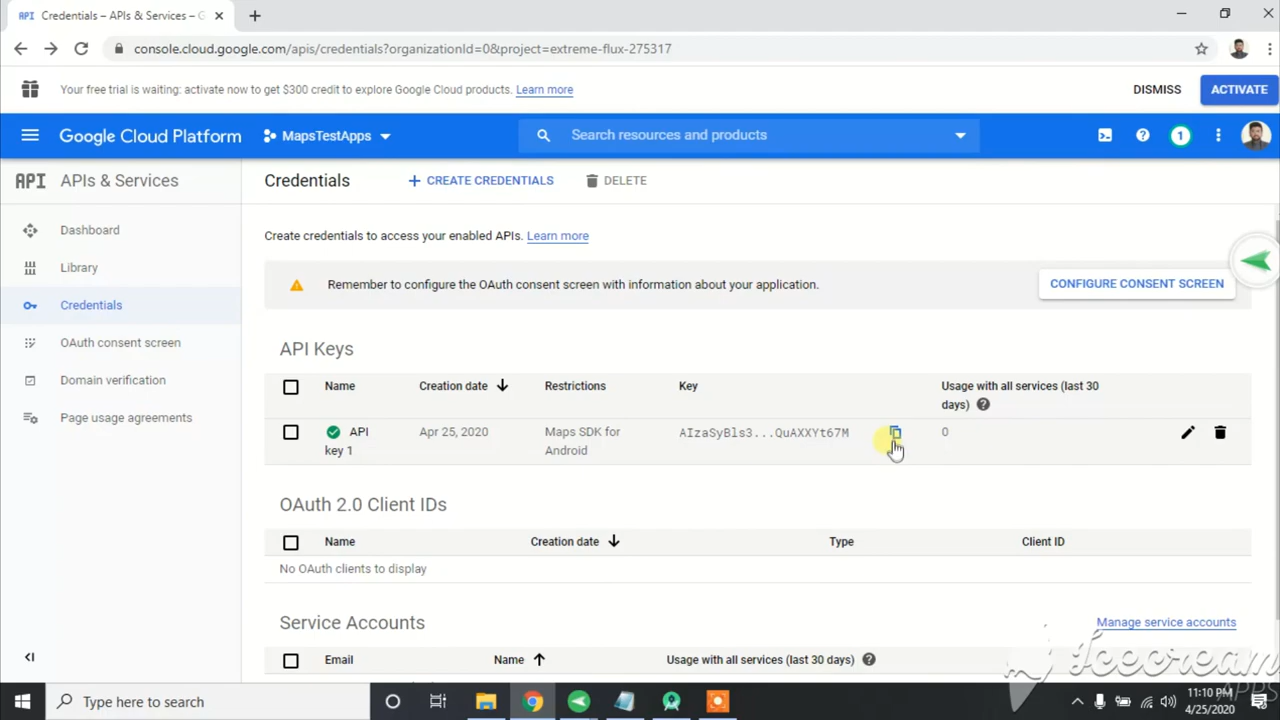 API Credentials – APIs & Services – G
console.cloud.google.com/apis/credentials?organizationId=0&project=extreme-flux-275317
Your free trial is waiting: activate now to get $300 credit to explore Google Cloud products. Learn more
DISMISS
ACTIVATE
Google Cloud Platform
MapsTestApps
Search resources and products
1
API APIs & Services
Credentials
CREATE CREDENTIALS
DELETE
Dashboard
Library
Credentials
OAuth consent screen
Domain verification
Page usage agreements
Create credentials to access your enabled APIs. Learn more
Remember to configure the OAuth consent screen with information about your application.
CONFIGURE CONSENT SCREEN
API Keys
Name Creation date Restrictions Key Usage with all services (last 30
days)
API Apr 25, 2020 Maps SDK for AIzaSyBls3...QuAXXYt67M 0
key 1 Android
OAuth 2.0 Client IDs
Name Creation date Type Client ID
No OAuth clients to display
Service Accounts
Manage service accounts
Email Name Usage with all services (last 30 days)
Icecream
APPS
Type here to search
11:10 PM
4/25/2020